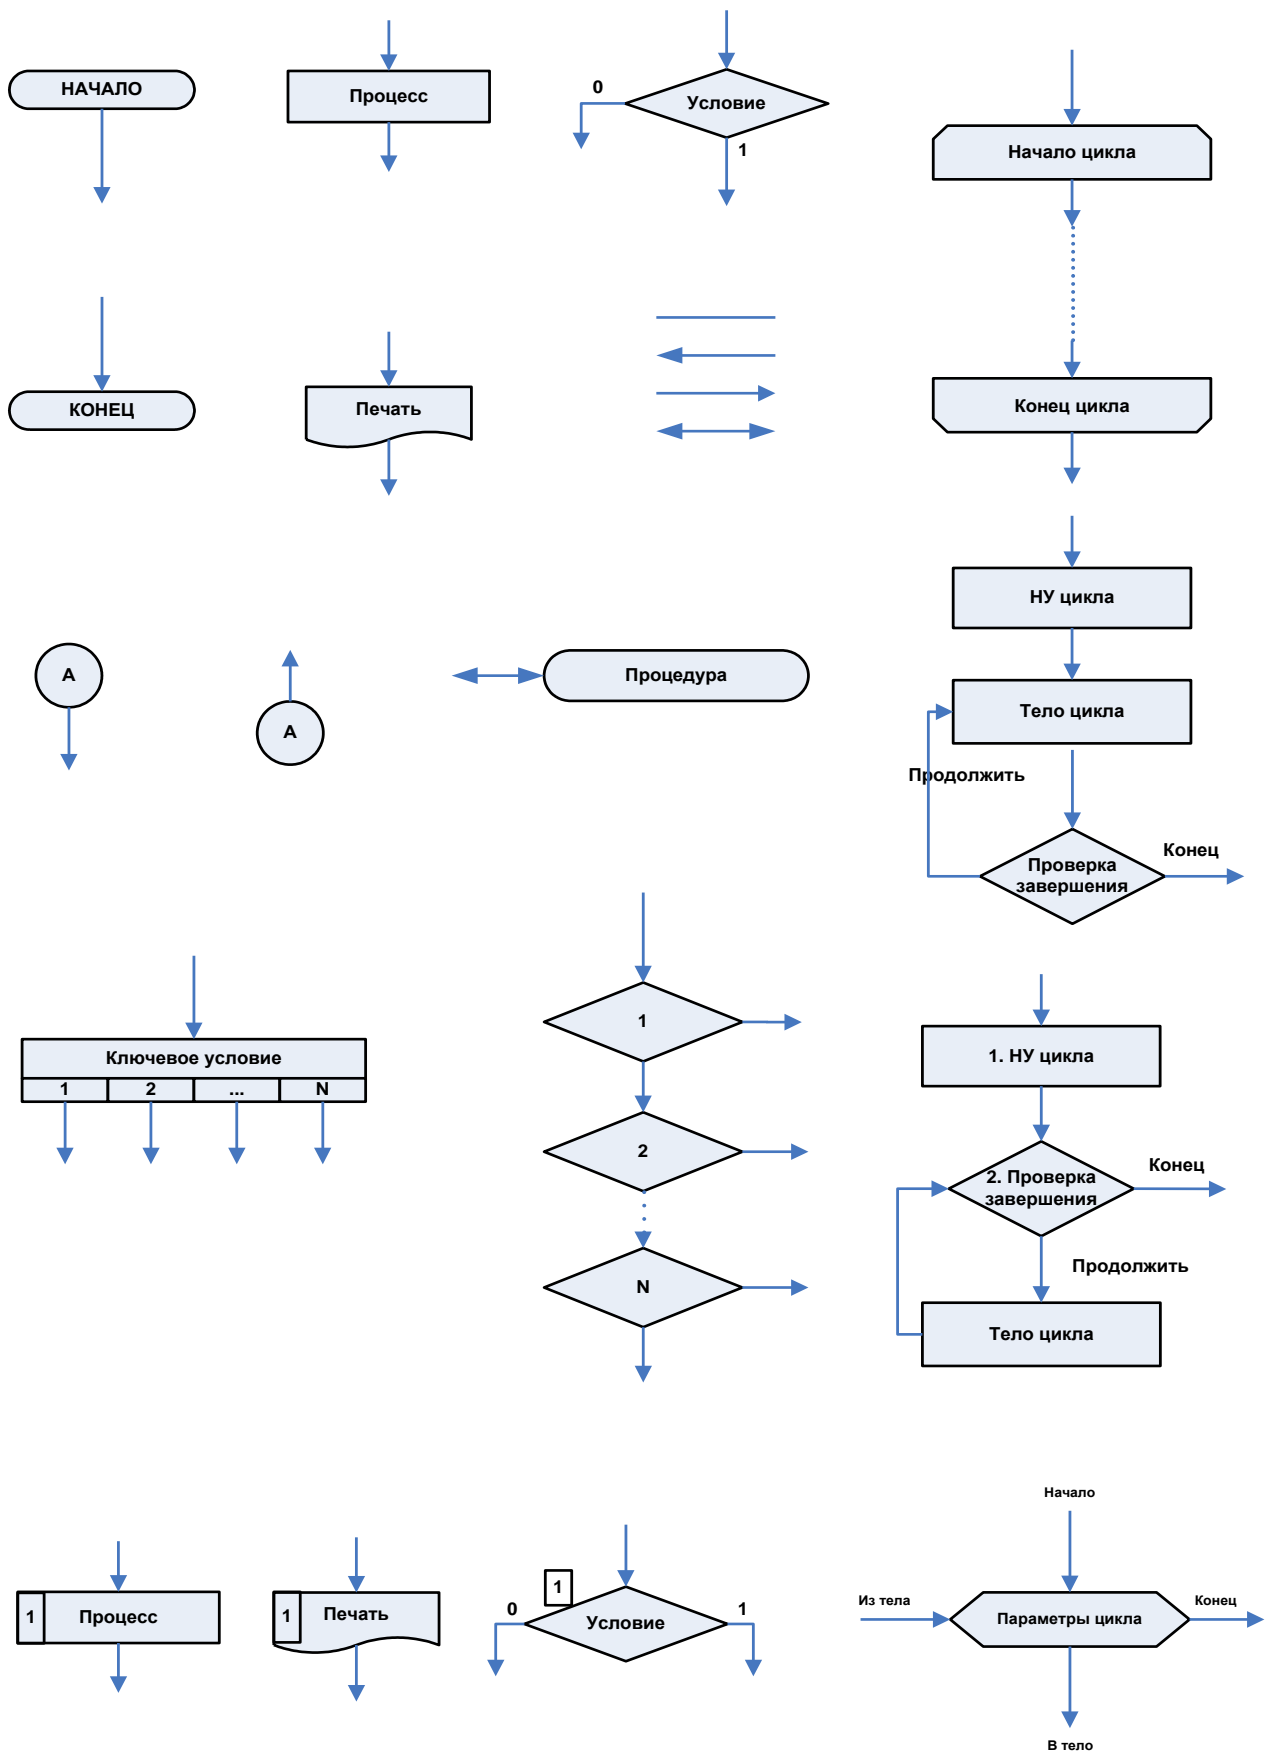 НАЧАЛО
Процесс
0
Условие
1
Начало цикла
КОНЕЦ
Печать
Конец цикла
НУ цикла
А
А
Процедура
Тело цикла
Продолжить
Проверка
завершения
Конец
Ключевое условие
1
2
...
N
1
2
N
1. НУ цикла
2. Проверка
завершения
Конец
Продолжить
Тело цикла
1
Процесс
1
Печать
1
0
Условие
1
Начало
Из тела
Параметры цикла
Конец
В тело